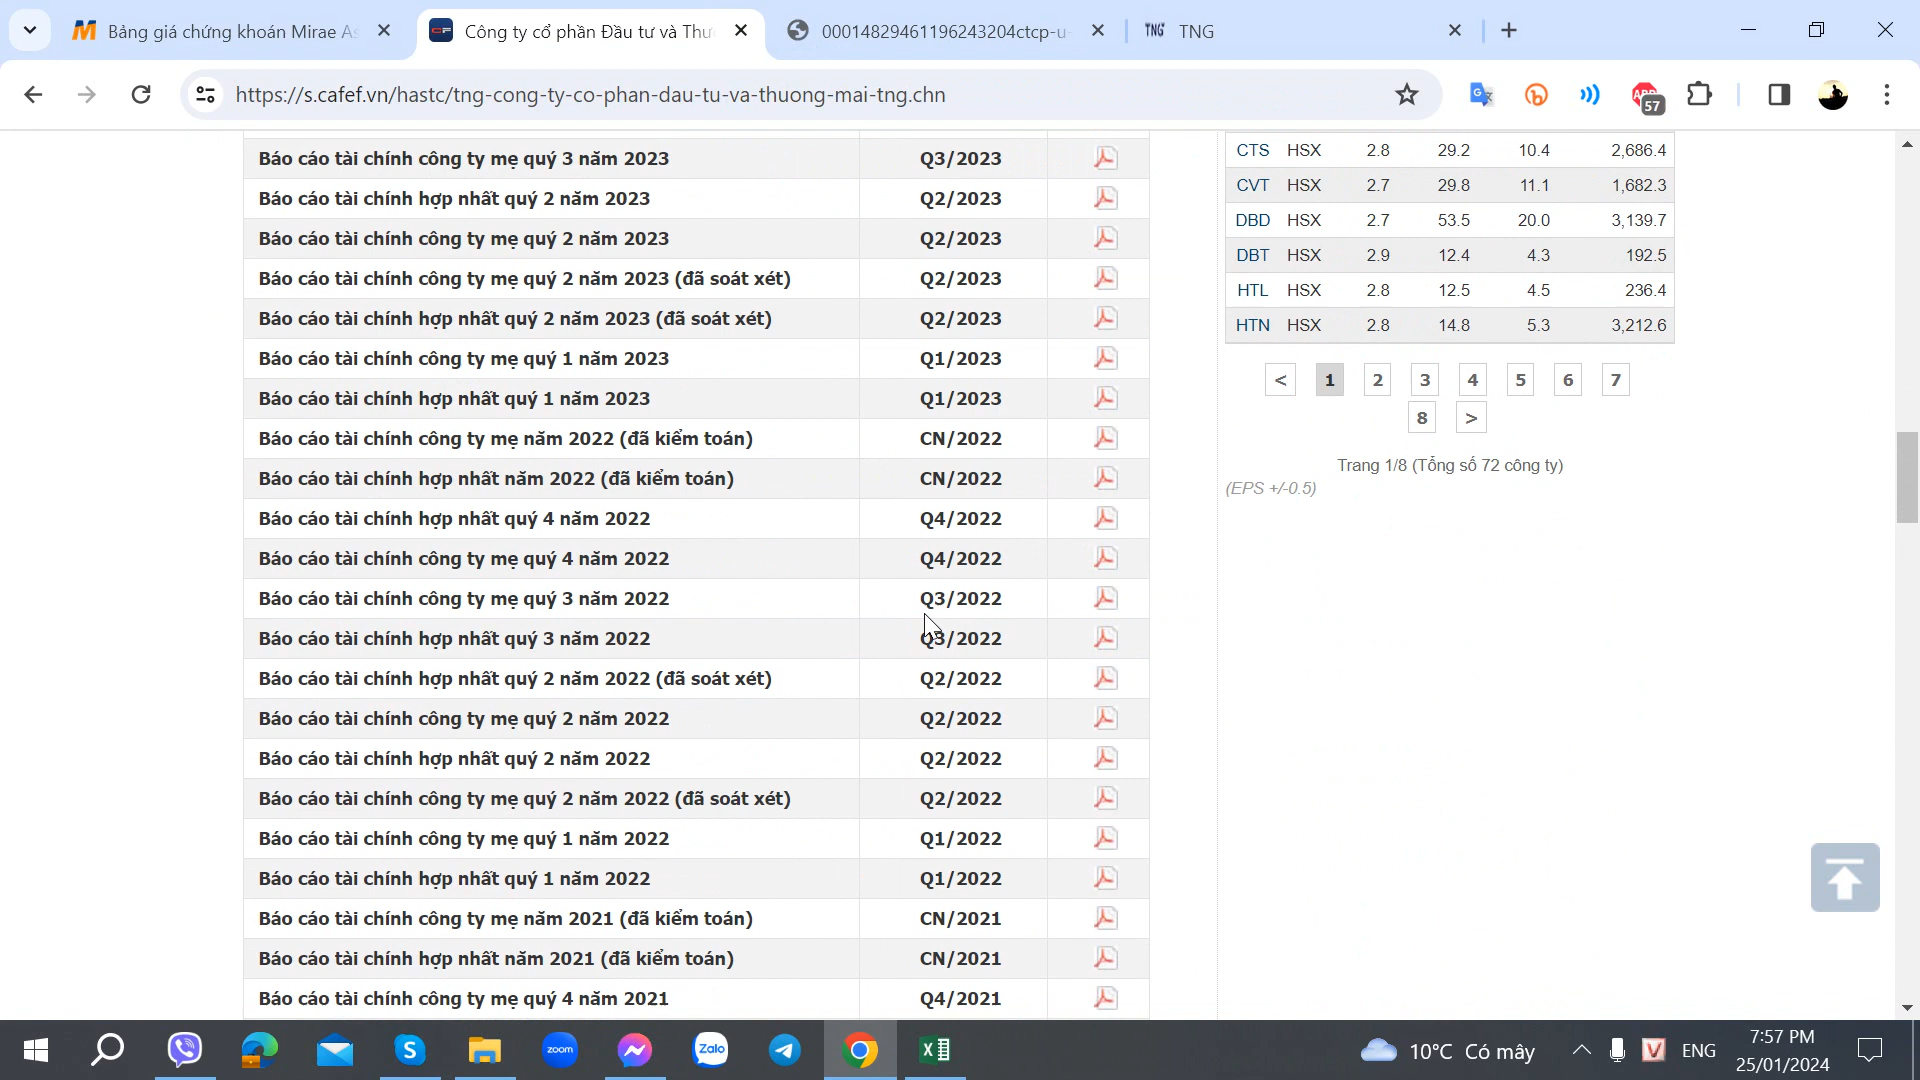 Bảng giá chứng khoán Mirae As
Công ty cổ phần Đầu tư và Thươ
00014829461196243204ctcp-u-
TNG TNG
https://s.cafef.vn/hastc/tng-cong-ty-co-phan-dau-tu-va-thuong-mai-tng.chn
57
Báo cáo tài chính công ty mẹ quý 3 năm 2023 Q3/2023
Báo cáo tài chính hợp nhất quý 2 năm 2023 Q2/2023
Báo cáo tài chính công ty mẹ quý 2 năm 2023 Q2/2023
Báo cáo tài chính công ty mẹ quý 2 năm 2023 (đã soát xét) Q2/2023
Báo cáo tài chính hợp nhất quý 2 năm 2023 (đã soát xét) Q2/2023
Báo cáo tài chính công ty mẹ quý 1 năm 2023 Q1/2023
Báo cáo tài chính hợp nhất quý 1 năm 2023 Q1/2023
Báo cáo tài chính công ty mẹ năm 2022 (đã kiểm toán) CN/2022
Báo cáo tài chính hợp nhất năm 2022 (đã kiểm toán) CN/2022
Báo cáo tài chính hợp nhất quý 4 năm 2022 Q4/2022
Báo cáo tài chính công ty mẹ quý 4 năm 2022 Q4/2022
Báo cáo tài chính công ty mẹ quý 3 năm 2022 Q3/2022
Báo cáo tài chính hợp nhất quý 3 năm 2022 Q3/2022
Báo cáo tài chính hợp nhất quý 2 năm 2022 (đã soát xét) Q2/2022
Báo cáo tài chính công ty mẹ quý 2 năm 2022 Q2/2022
Báo cáo tài chính hợp nhất quý 2 năm 2022 Q2/2022
Báo cáo tài chính công ty mẹ quý 2 năm 2022 (đã soát xét) Q2/2022
Báo cáo tài chính công ty mẹ quý 1 năm 2022 Q1/2022
Báo cáo tài chính hợp nhất quý 1 năm 2022 Q1/2022
Báo cáo tài chính công ty mẹ năm 2021 (đã kiểm toán) CN/2021
Báo cáo tài chính hợp nhất năm 2021 (đã kiểm toán) CN/2021
Báo cáo tài chính công ty mẹ quý 4 năm 2021 Q4/2021
CTS HSX 2.8 29.2 10.4 2,686.4
CVT HSX 2.7 29.8 11.1 1,682.3
DBD HSX 2.7 53.5 20.0 3,139.7
DBT HSX 2.9 12.4 4.3 192.5
HTL HSX 2.8 12.5 4.5 236.4
HTN HSX 2.8 14.8 5.3 3,212.6
< 1 2 3 4 5 6 7
8 >
Trang 1/8 (Tổng số 72 công ty)
(EPS +/-0.5)
zoom
Zalo
10°C Có mây
ENG
7:57 PM
25/01/2024